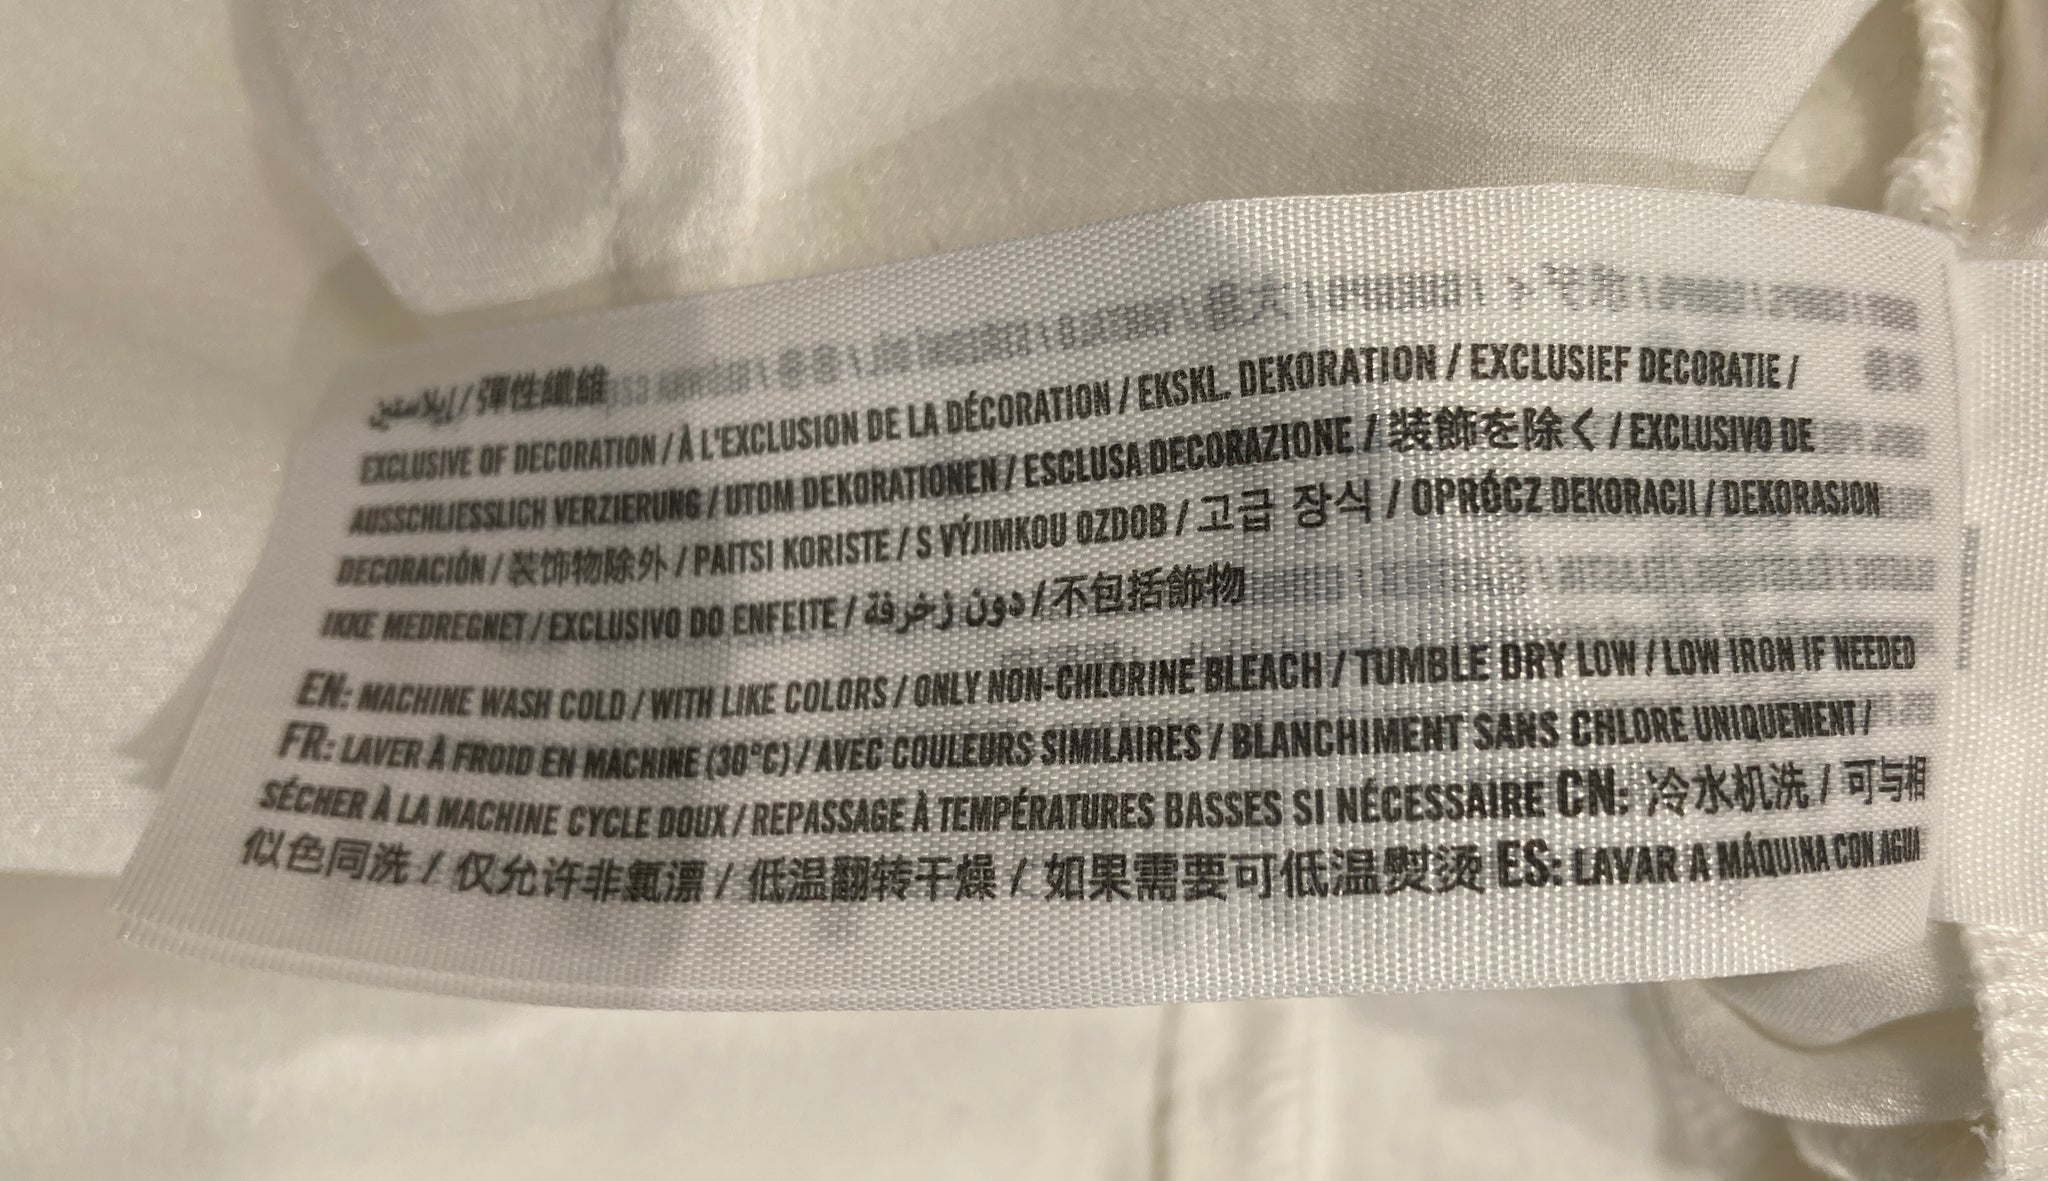 إيلاستين / 彈性纖維
EXCLUSIVE OF DECORATION / À L'EXCLUSION DE LA DÉCORATION / EKSKL. DEKORATION / EXCLUSIEF DECORATIE /
AUSSCHLIESSLICH VERZIERUNG / UTOM DEKORATIONEN / ESCLUSA DECORAZIONE / 装飾を除く / EXCLUSIVO DE
DECORACIÓN / 装饰物除外 / PAITSI KORISTE / S VÝJIMKOU OZDOB / 고급 장식 / OPRÓCZ DEKORACJI / DEKORASJON
IKKE MEDREGNET / EXCLUSIVO DO ENFEITE / دون زخرفة / 不包括飾物
EN: MACHINE WASH COLD / WITH LIKE COLORS / ONLY NON-CHLORINE BLEACH / TUMBLE DRY LOW / LOW IRON IF NEEDED
FR: LAVER À FROID EN MACHINE (30°C) / AVEC COULEURS SIMILAIRES / BLANCHIMENT SANS CHLORE UNIQUEMENT /
SÉCHER À LA MACHINE CYCLE DOUX / REPASSAGE À TEMPÉRATURES BASSES SI NÉCESSAIRE CN: 冷水机洗 / 可与相
似色同洗 / 仅允许非氯漂 / 低温翻转干燥 / 如果需要可低温熨烫 ES: LAVAR A MÁQUINA CON AGUA